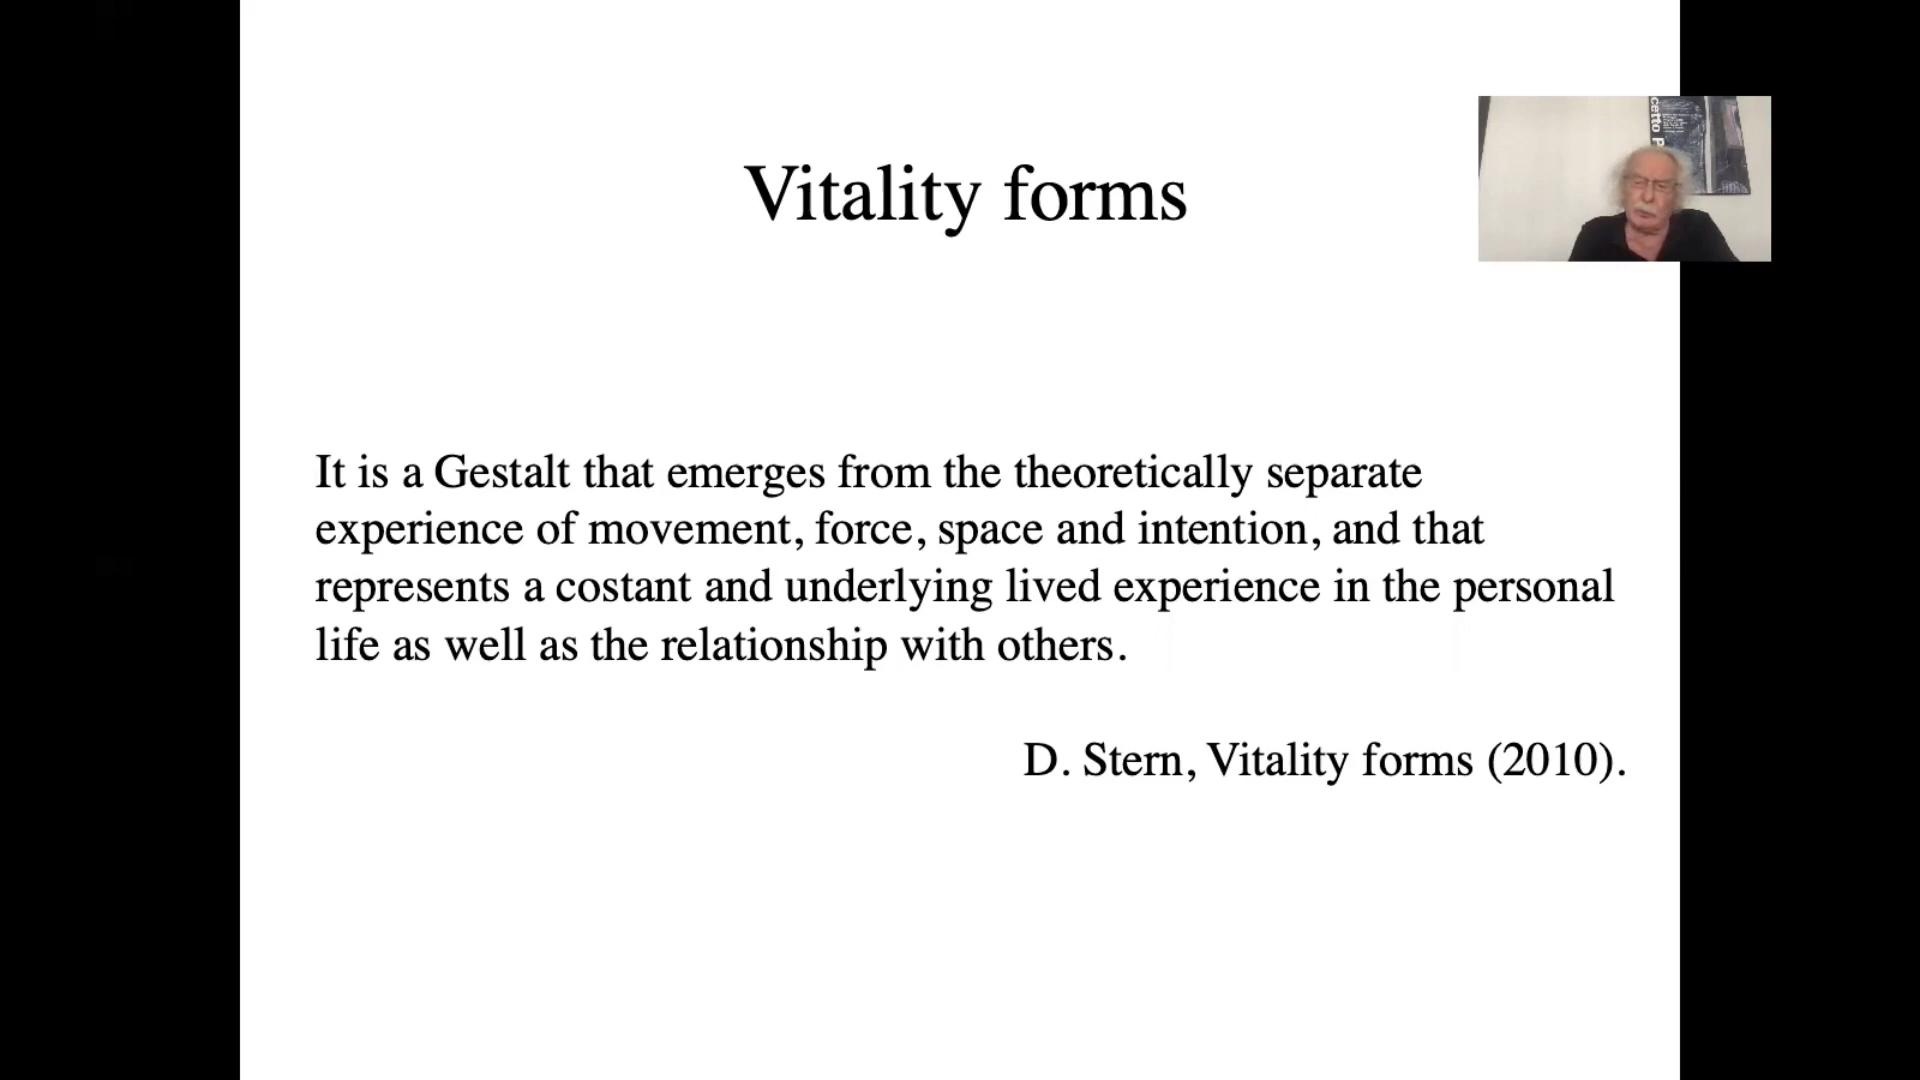 Vitality forms
cetto P
It is a Gestalt that emerges from the theoretically separate
experience of movement, force, space and intention, and that
represents a costant and underlying lived experience in the personal
life as well as the relationship with others.
D. Stern, Vitality forms (2010).